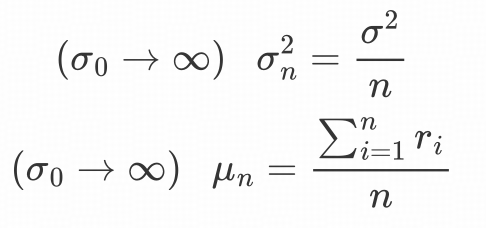 (σ₀ → ∞) σₙ² = σ²/n
(σ₀ → ∞) μₙ = ∑ᵢ₌₁ⁿ rᵢ / n